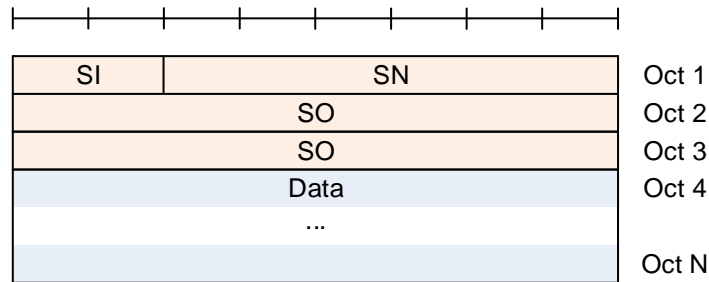 SI SN Oct 1
SO Oct 2
SO Oct 3
Data Oct 4
...
Oct N